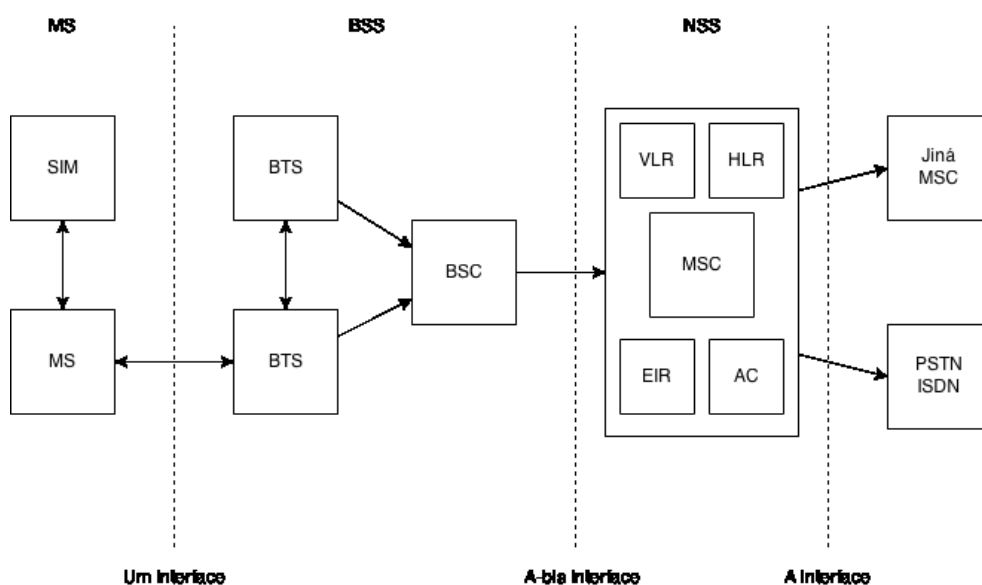 MS
BSS
NSS
SIM
BTS
VLR
HLR
Jiná
MSC
BSC
MSC
MS
BTS
EIR
AC
PSTN
ISDN
Um interface
A-bis interface
A interface